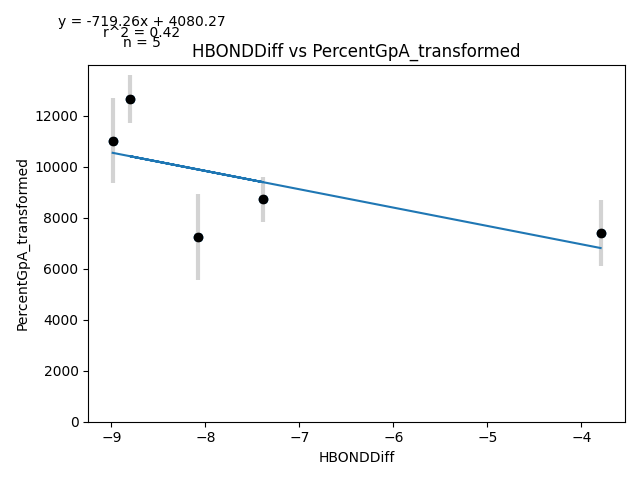 y = -719.26x + 4080.27
r^2 = 0.42
n = 5
HBONDDiff vs PercentGpA_transformed
PercentGpA_transformed
12000
10000
8000
6000
4000
2000
0
−9 −8 −7 −6 −5 −4
HBONDDiff